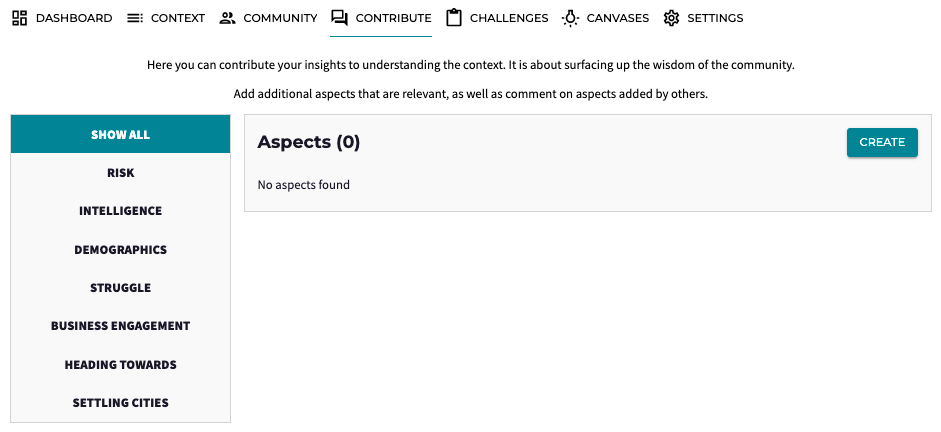 DASHBOARD CONTEXT COMMUNITY CONTRIBUTE CHALLENGES CANVASES SETTINGS
Here you can contribute your insights to understanding the context. It is about surfacing up the wisdom of the community.
Add additional aspects that are relevant, as well as comment on aspects added by others.
SHOW ALL
RISK
INTELLIGENCE
DEMOGRAPHICS
STRUGGLE
BUSINESS ENGAGEMENT
HEADING TOWARDS
SETTLING CITIES
Aspects (0)
CREATE
No aspects found